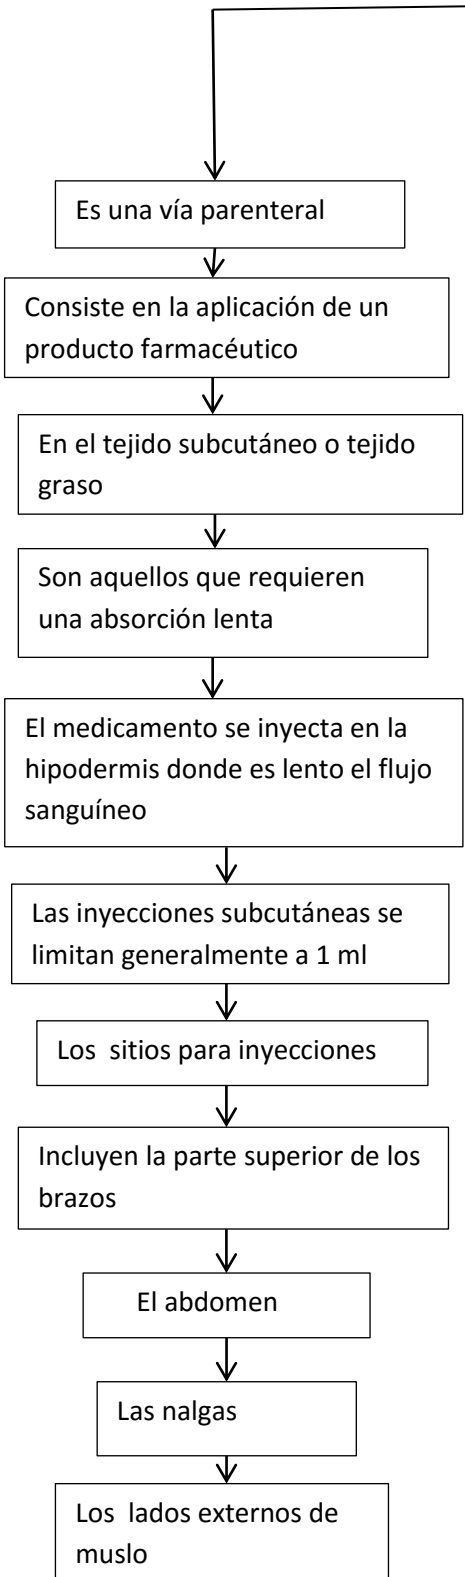 Es una vía parenteral
Consiste en la aplicación de un
producto farmacéutico
En el tejido subcutáneo o tejido
graso
Son aquellos que requieren
una absorción lenta
El medicamento se inyecta en la
hipodermis donde es lento el flujo
sanguíneo
Las inyecciones subcutáneas se
limitan generalmente a 1 ml
Los  sitios para inyecciones
Incluyen la parte superior de los
brazos
El abdomen
Las nalgas
Los  lados externos de
muslo